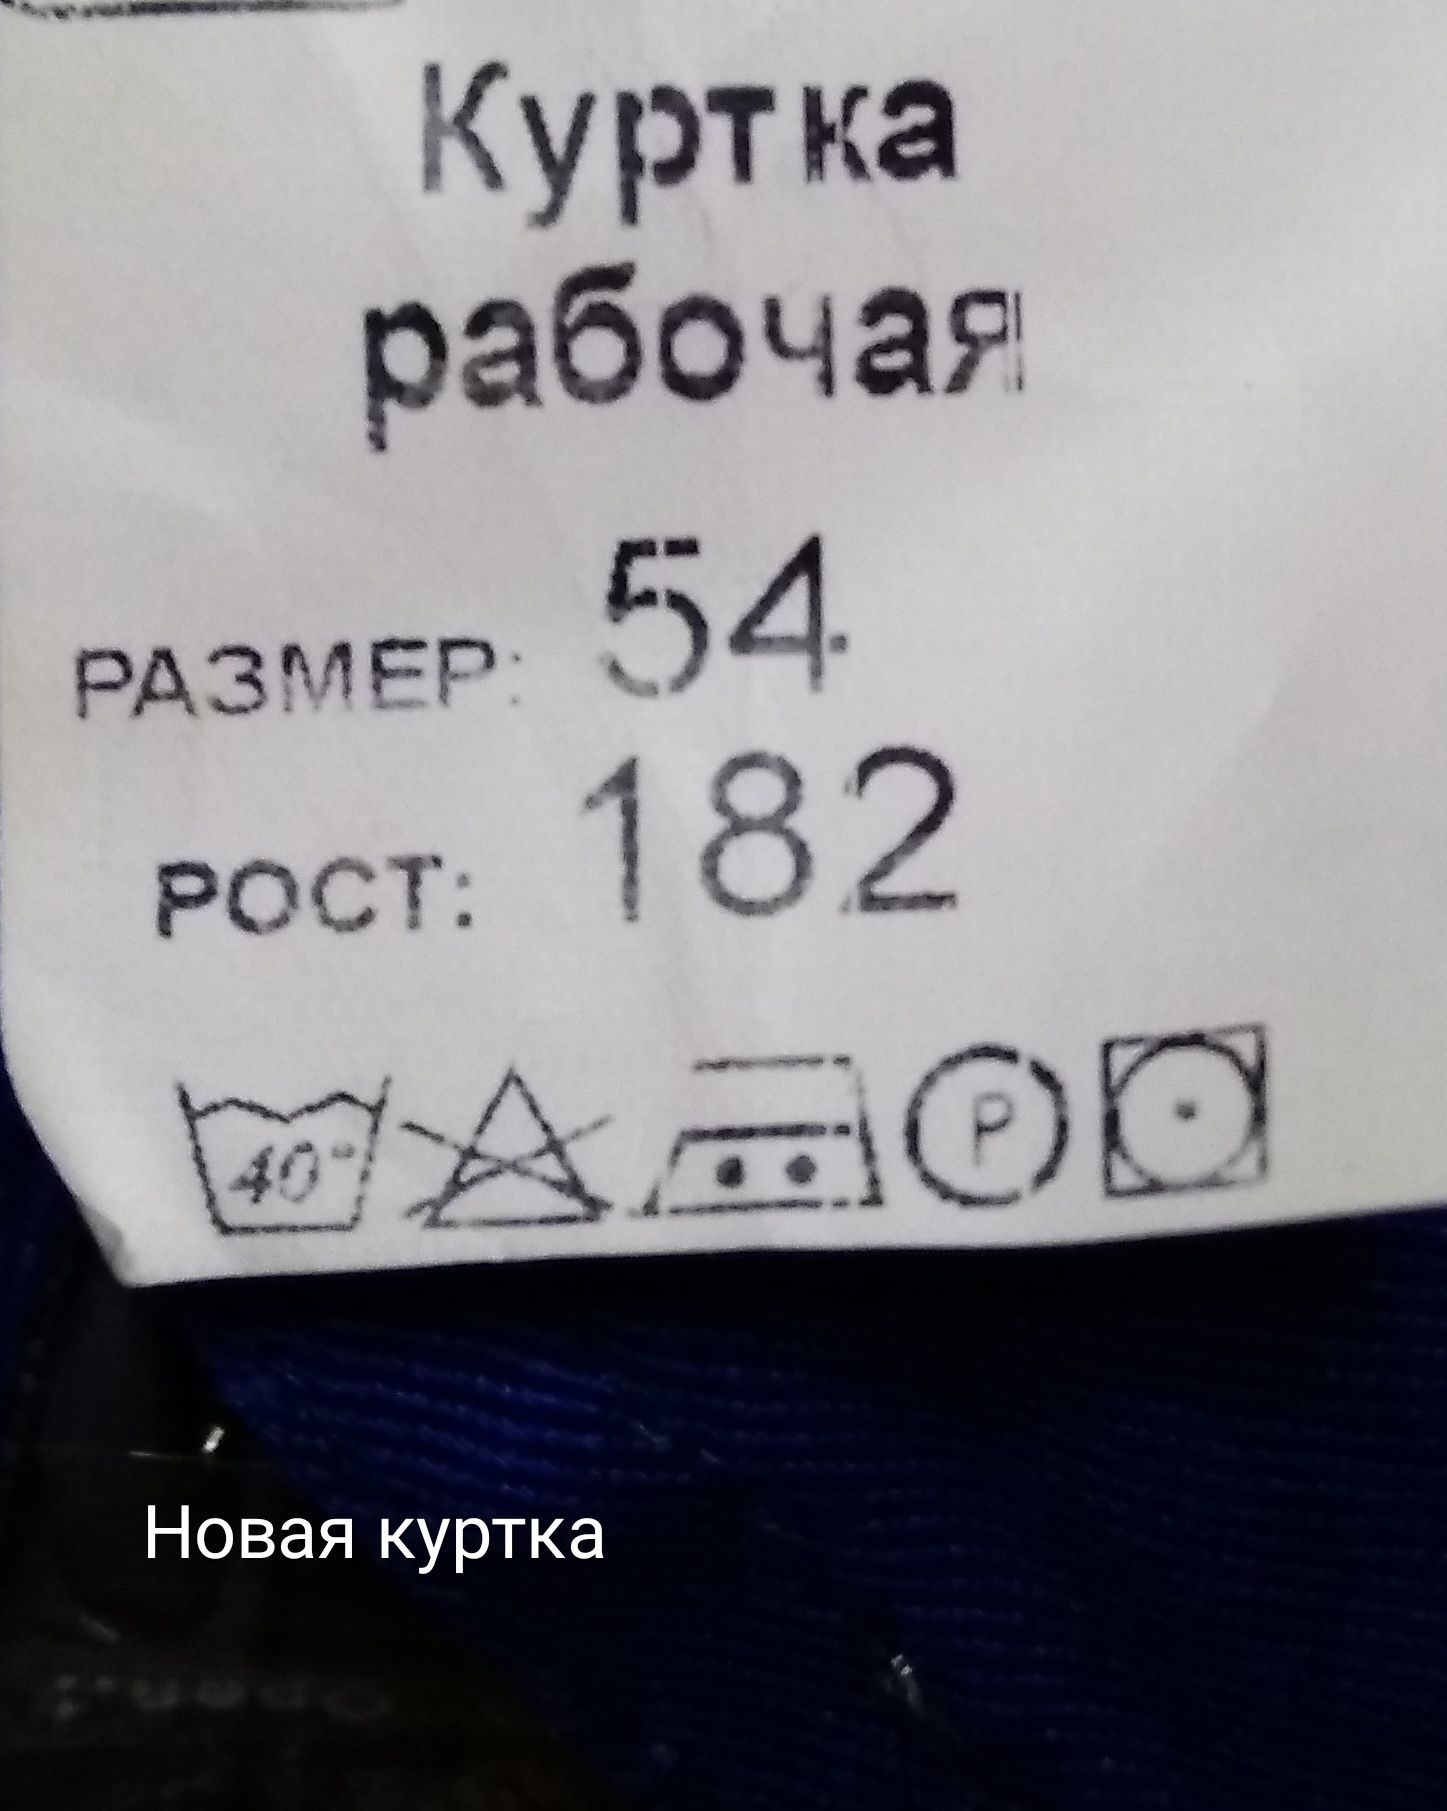 Куртка
рабочая
РАЗМЕР: 54
РОСТ: 182
40°
P
Новая куртка